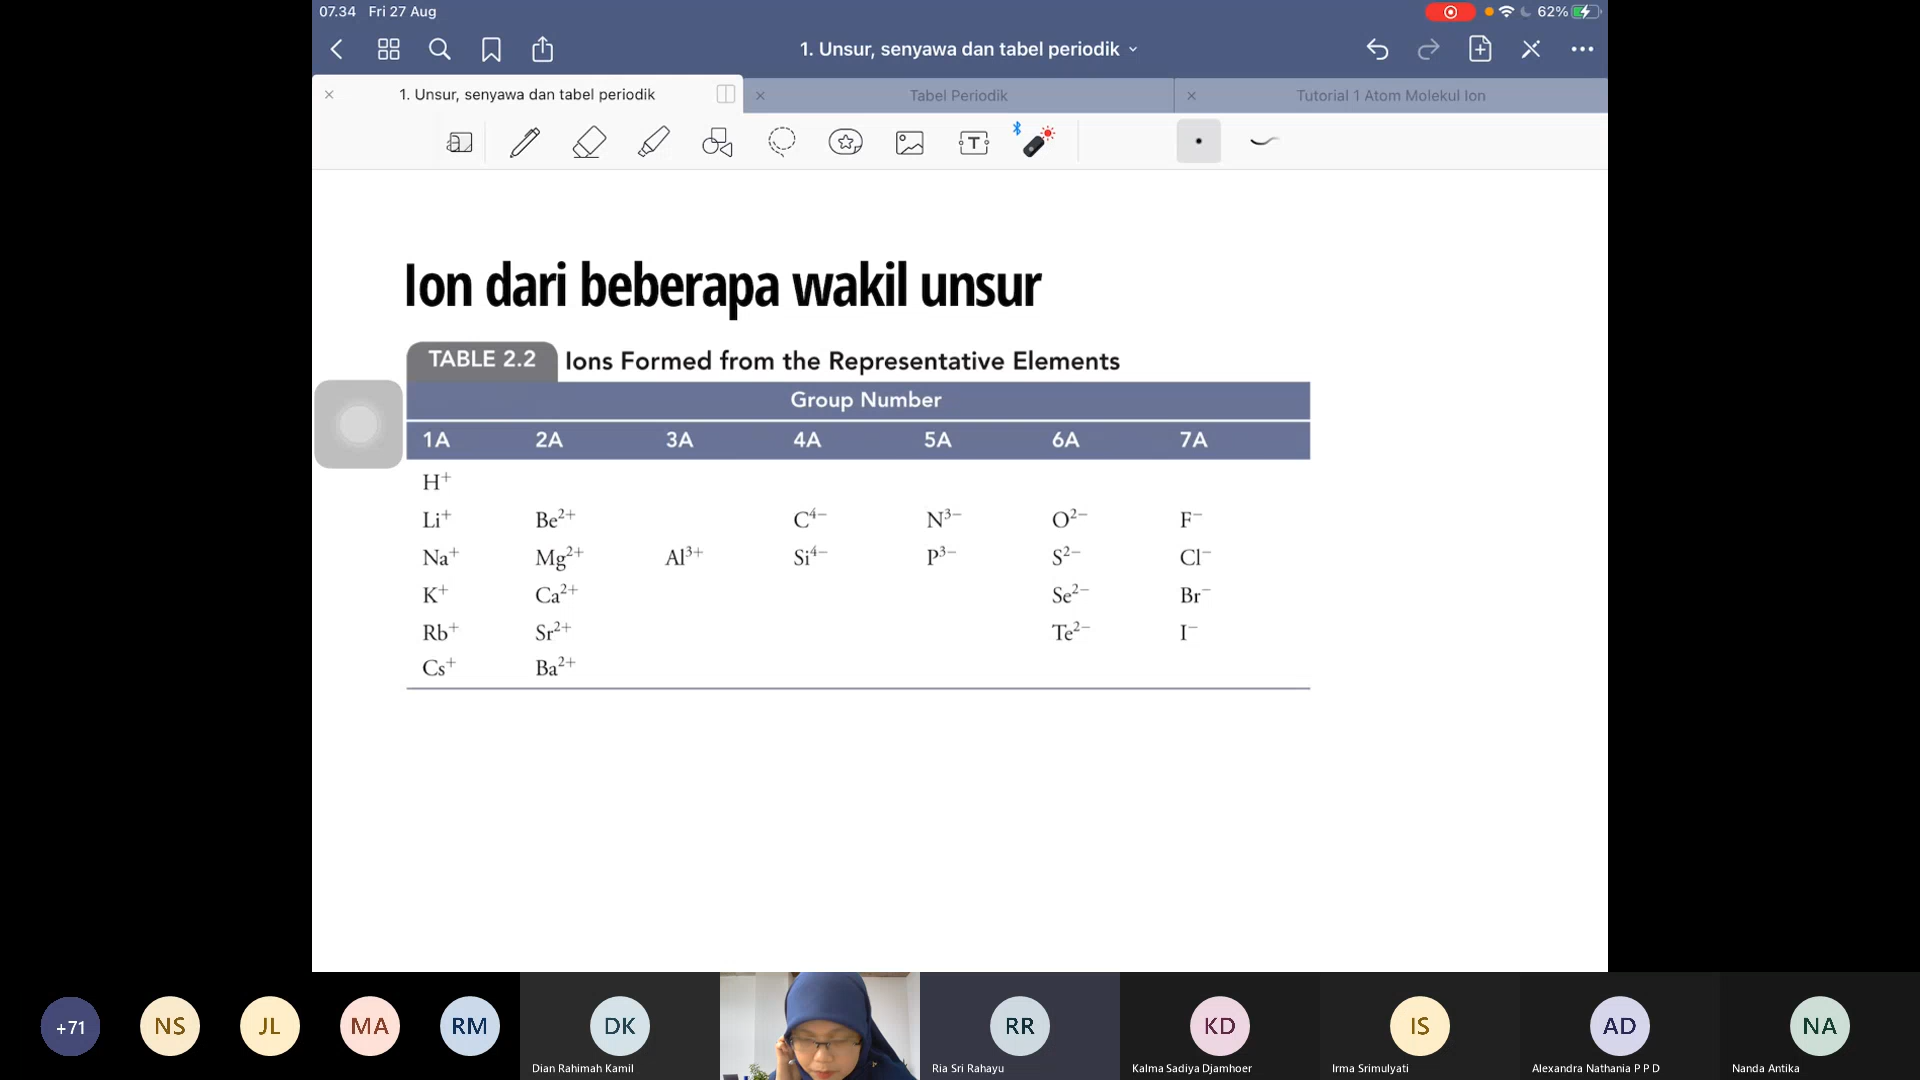 07.34 Fri 27 Aug
62%
1. Unsur, senyawa dan tabel periodik
1. Unsur, senyawa dan tabel periodik
Tabel Periodik
Tutorial 1 Atom Molekul Ion
Ion dari beberapa wakil unsur
TABLE 2.2 Ions Formed from the Representative Elements
Group Number
1A 2A 3A 4A 5A 6A 7A
H⁺
Li⁺ Be²⁺ C⁴⁻ N³⁻ O²⁻ F⁻
Na⁺ Mg²⁺ Al³⁺ Si⁴⁻ P³⁻ S²⁻ Cl⁻
K⁺ Ca²⁺ Se²⁻ Br⁻
Rb⁺ Sr²⁺ Te²⁻ I⁻
Cs⁺ Ba²⁺
+71 NS JL MA RM DK RR KD IS AD NA
Dian Rahimah Kamil Ria Sri Rahayu Kalma Sadiya Djamhoer Irma Srimulyati Alexandra Nathania P P D Nanda Antika